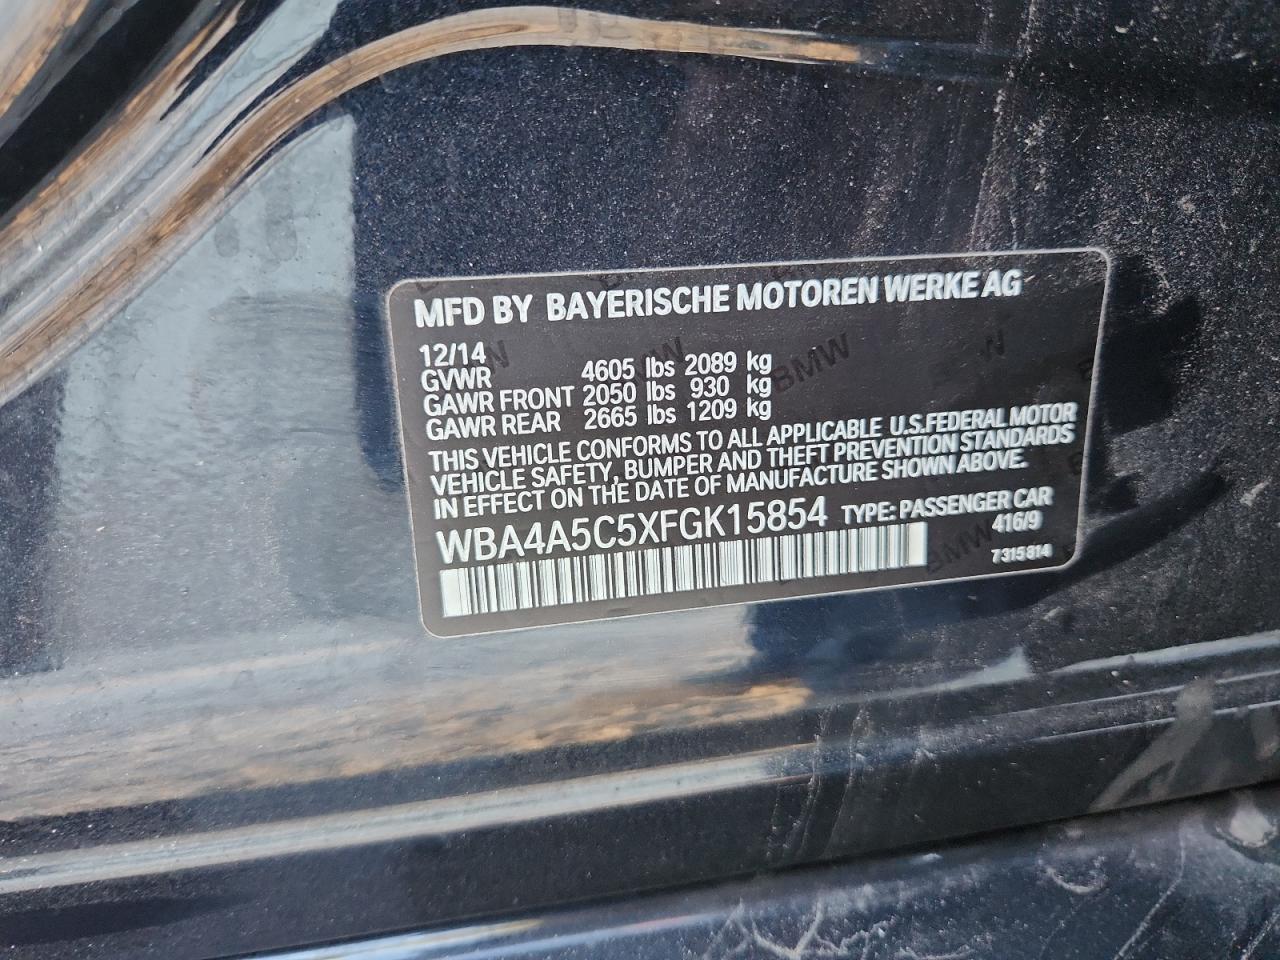 MFD BY BAYERISCHE MOTOREN WERKE AG
12/14
GVWR 4605 lbs 2089 kg
GAWR FRONT 2050 lbs 930 kg
GAWR REAR 2665 lbs 1209 kg
THIS VEHICLE CONFORMS TO ALL APPLICABLE U.S.FEDERAL MOTOR
VEHICLE SAFETY, BUMPER AND THEFT PREVENTION STANDARDS
IN EFFECT ON THE DATE OF MANUFACTURE SHOWN ABOVE.
WBA4A5C5XFGK15854 TYPE: PASSENGER CAR
416/9
7315814